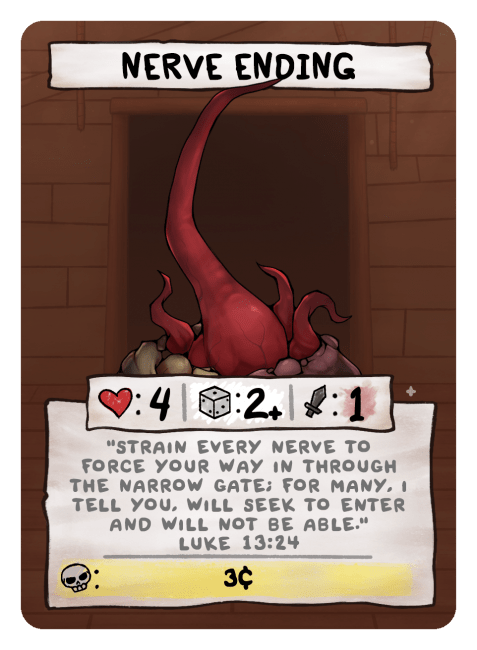 NERVE ENDING
: 4 : 2+ : 1
"STRAIN EVERY NERVE TO
FORCE YOUR WAY IN THROUGH
THE NARROW GATE; FOR MANY, I
TELL YOU, WILL SEEK TO ENTER
AND WILL NOT BE ABLE."
LUKE 13:24
: 3¢